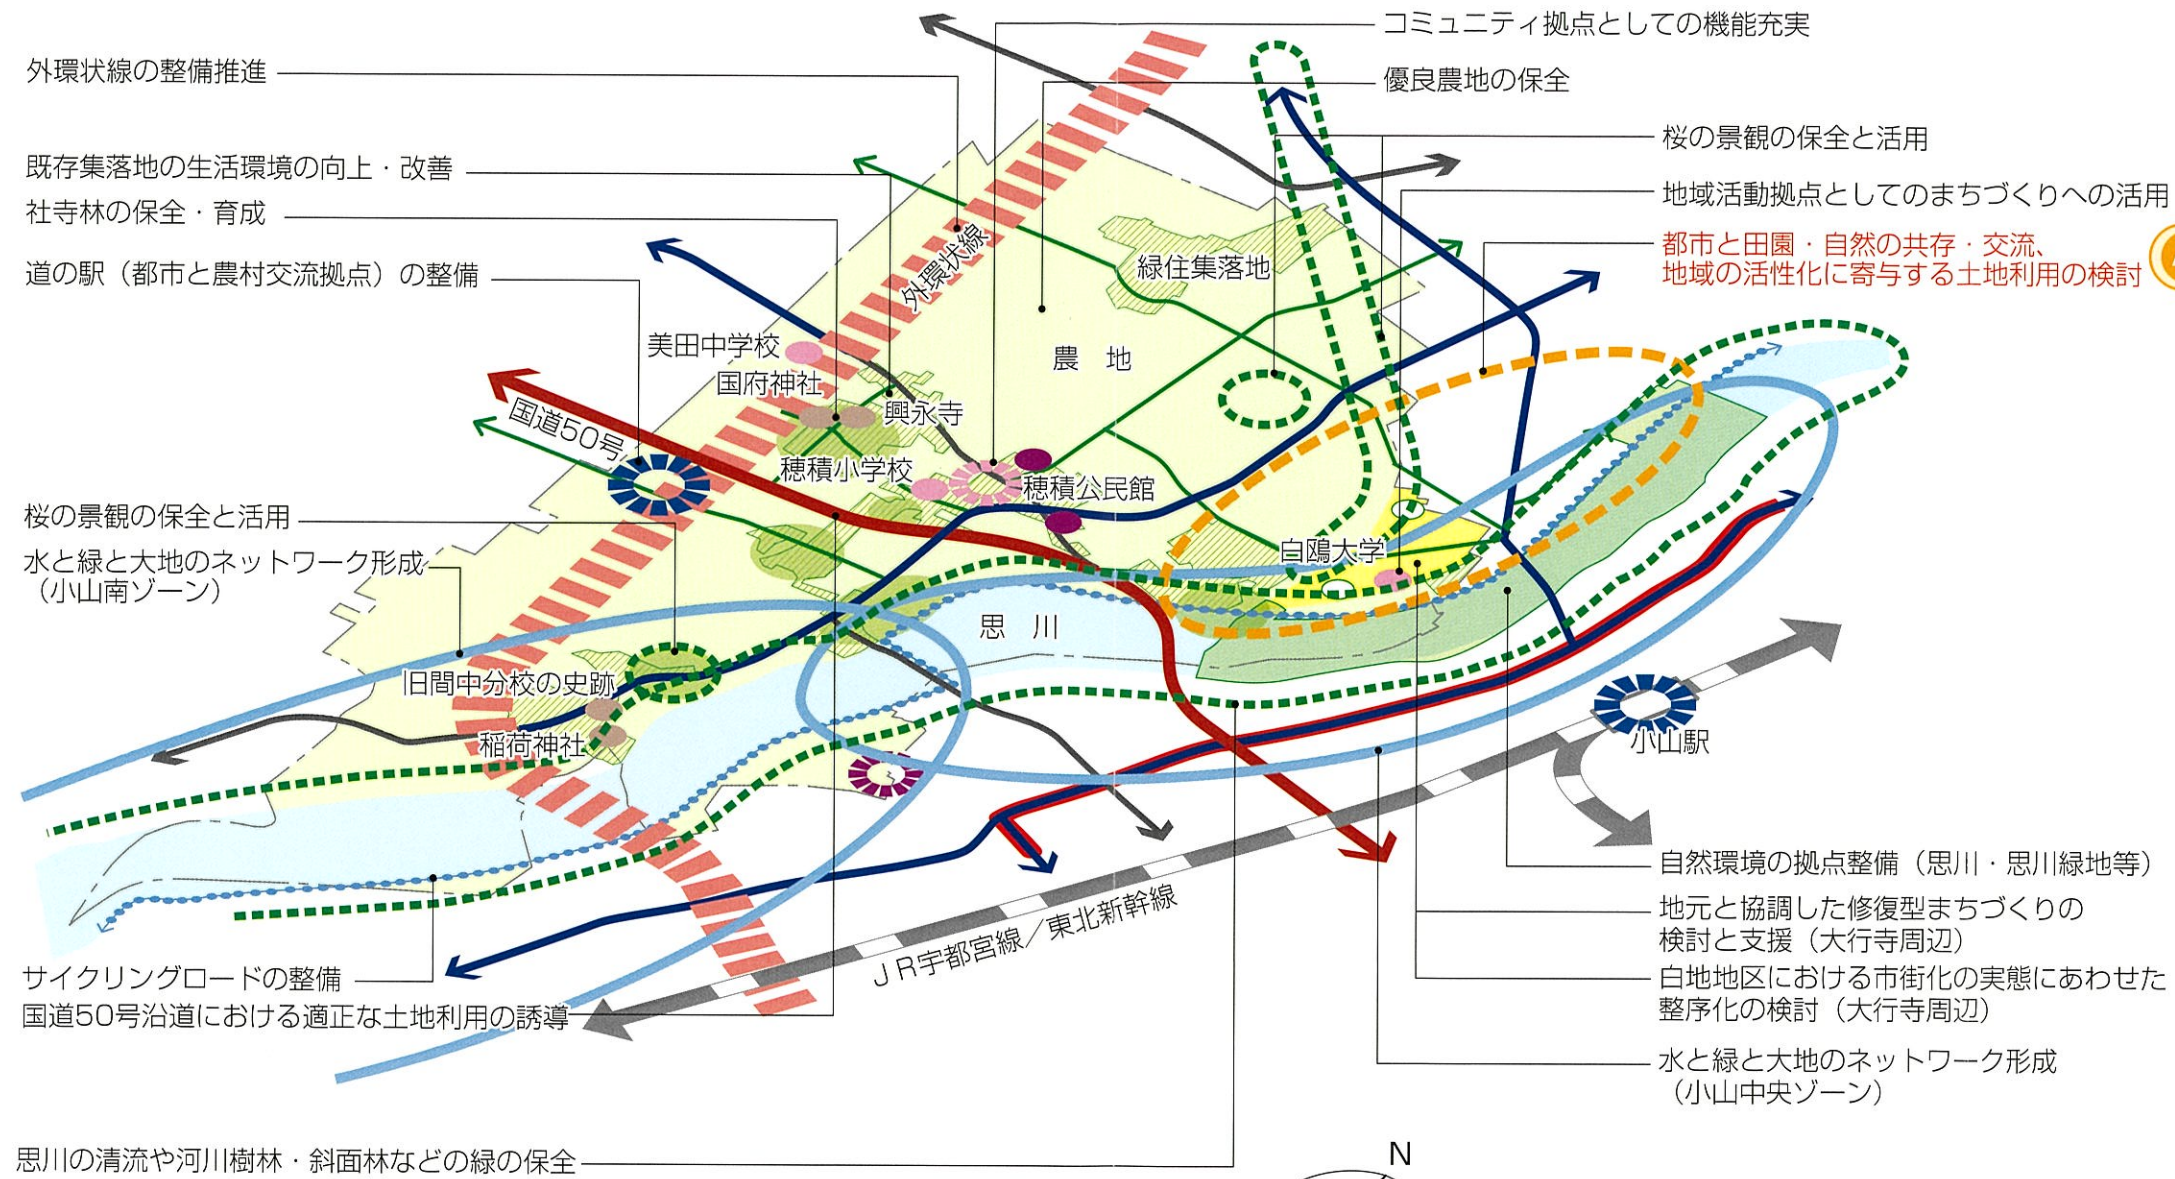 コミュニティ拠点としての機能充実
外環状線の整備推進
優良農地の保全
桜の景観の保全と活用
既存集落地の生活環境の向上・改善
地域活動拠点としてのまちづくりへの活用
社寺林の保全・育成
都市と田園・自然の共存・交流、
地域の活性化に寄与する土地利用の検討
道の駅（都市と農村交流拠点）の整備
外環状線
緑住集落地
美田中学校
農 地
国府神社
国道50号
興永寺
穂積小学校
穂積公民館
桜の景観の保全と活用
白鴎大学
水と緑と大地のネットワーク形成
（小山南ゾーン）
思 川
旧間中分校の史跡
稲荷神社
小山駅
自然環境の拠点整備（思川・思川緑地等）
地元と協調した修復型まちづくりの
検討と支援（大行寺周辺）
JR宇都宮線／東北新幹線
サイクリングロードの整備
白地地区における市街化の実態にあわせた
整序化の検討（大行寺周辺）
国道50号沿道における適正な土地利用の誘導
水と緑と大地のネットワーク形成
（小山中央ゾーン）
思川の清流や河川樹林・斜面林などの緑の保全
N